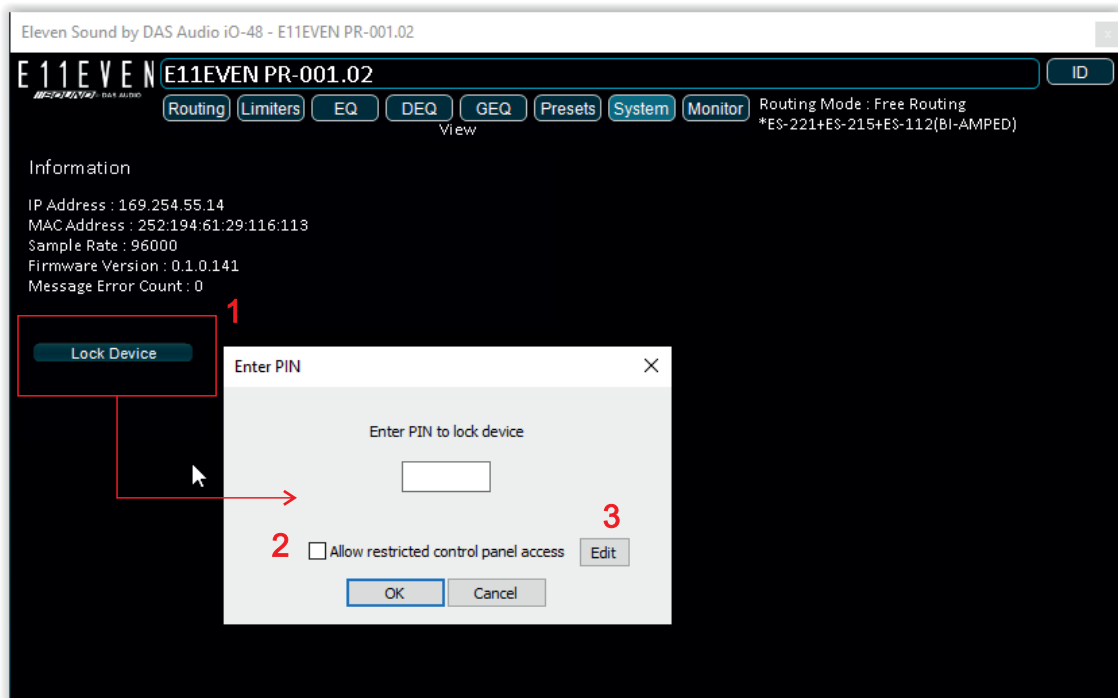 Eleven Sound by DAS Audio iO-48 - E11EVEN PR-001.02
x
E11EVEN
SOUND BY DAS AUDIO
E11EVEN PR-001.02
ID
Routing Limiters EQ DEQ GEQ Presets System Monitor
View
Routing Mode : Free Routing
*ES-221+ES-215+ES-112(BI-AMPED)
Information
IP Address : 169.254.55.14
MAC Address : 252:194:61:29:116:113
Sample Rate : 96000
Firmware Version : 0.1.0.141
Message Error Count : 0
1
Lock Device
Enter PIN
Enter PIN to lock device
3
2
Allow restricted control panel access
Edit
OK
Cancel